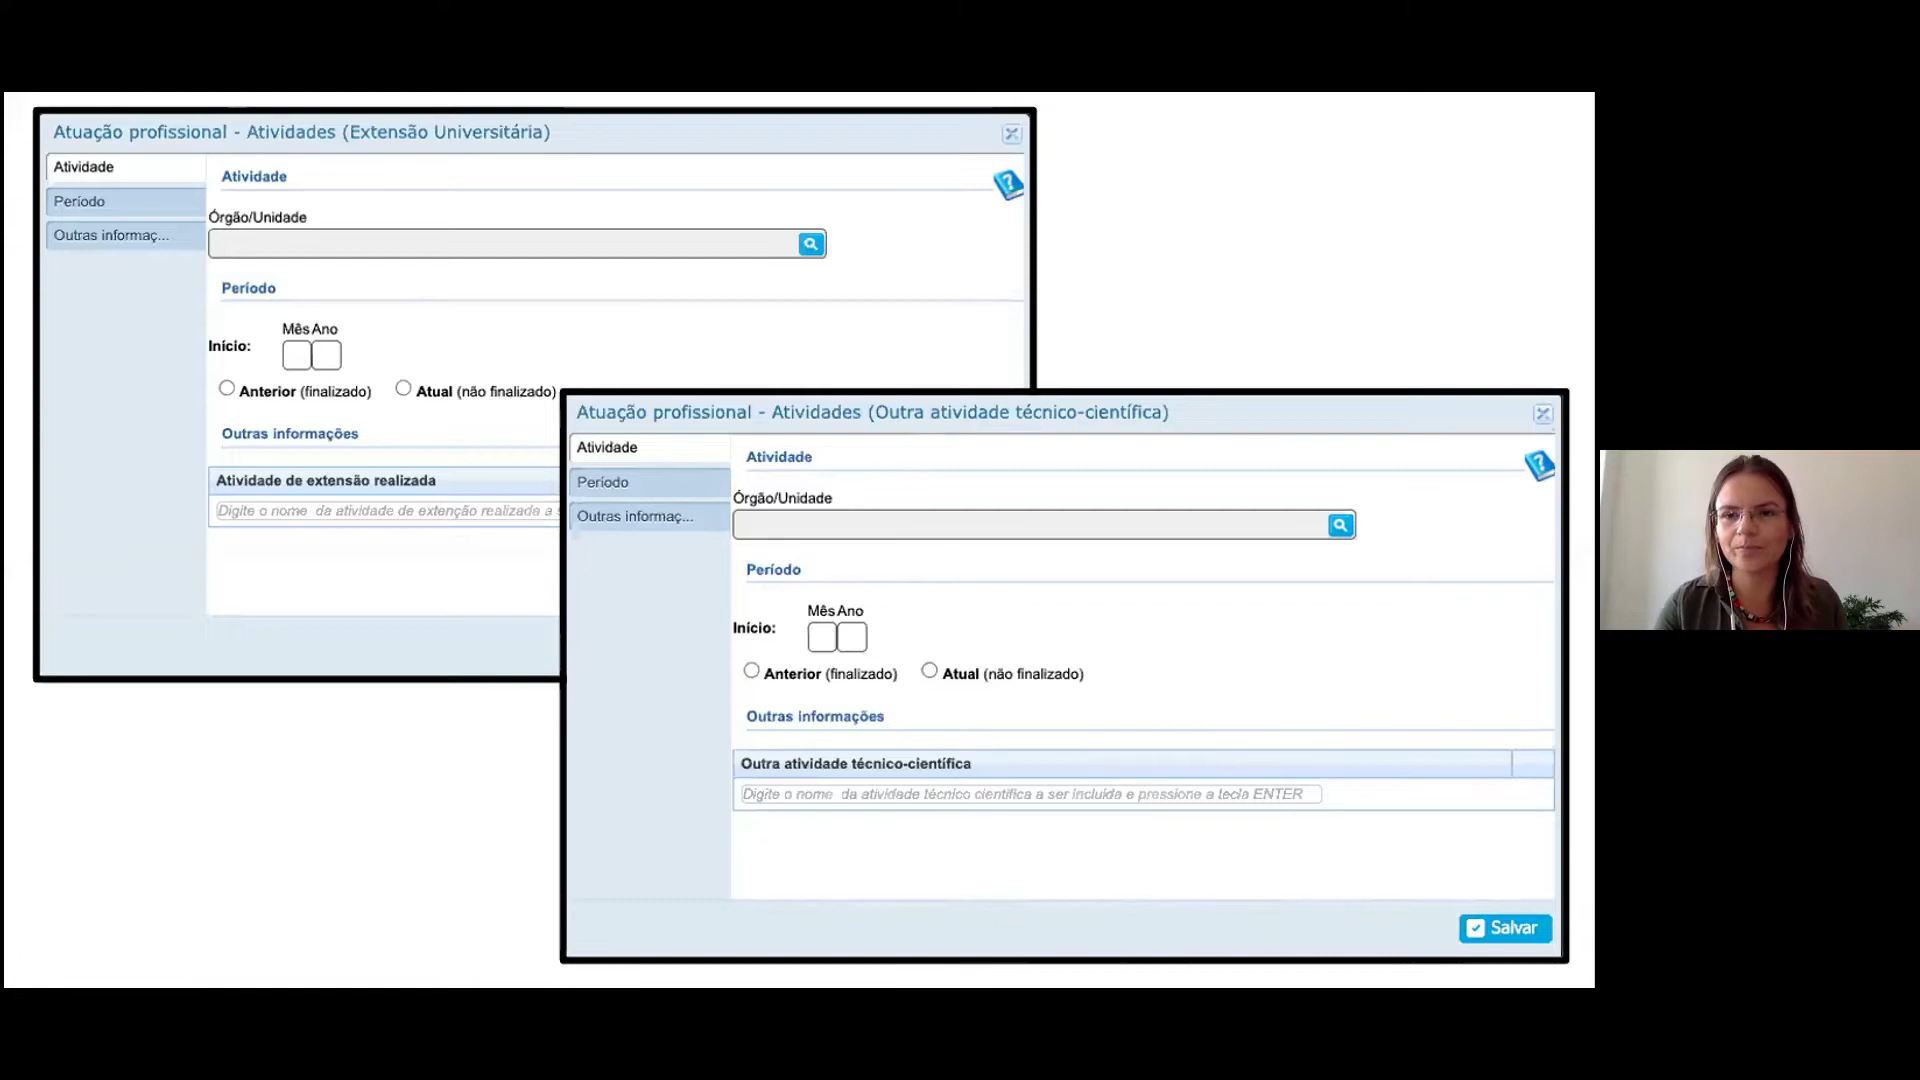 Atuação profissional - Atividades (Extensão Universitária)
Atividade
Período
Outras informaç...
Atividade
Órgão/Unidade
Período
Mês Ano
Início:
Anterior (finalizado) Atual (não finalizado)
Outras informações
Atividade de extensão realizada
Digite o nome da atividade de extenção realizada a s
Atuação profissional - Atividades (Outra atividade técnico-científica)
Atividade
Período
Outras informaç...
Atividade
Órgão/Unidade
Período
Mês Ano
Início:
Anterior (finalizado) Atual (não finalizado)
Outras informações
Outra atividade técnico-científica
Digite o nome da atividade técnico científica a ser incluída e pressione a tecla ENTER
Salvar